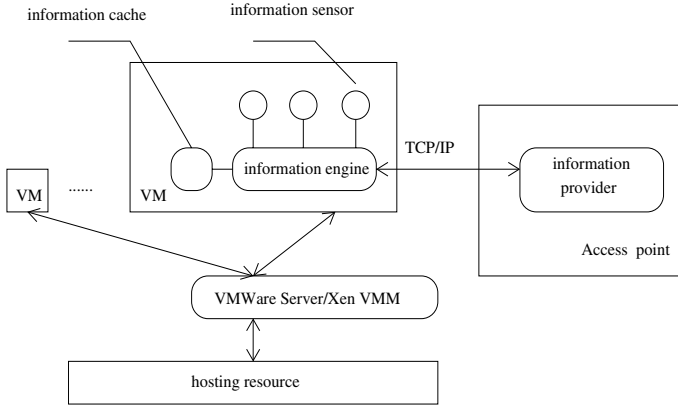 information cache
information sensor
TCP/IP
information engine
information
provider
VM
......
VM
Access point
VMWare Server/Xen VMM
hosting resource